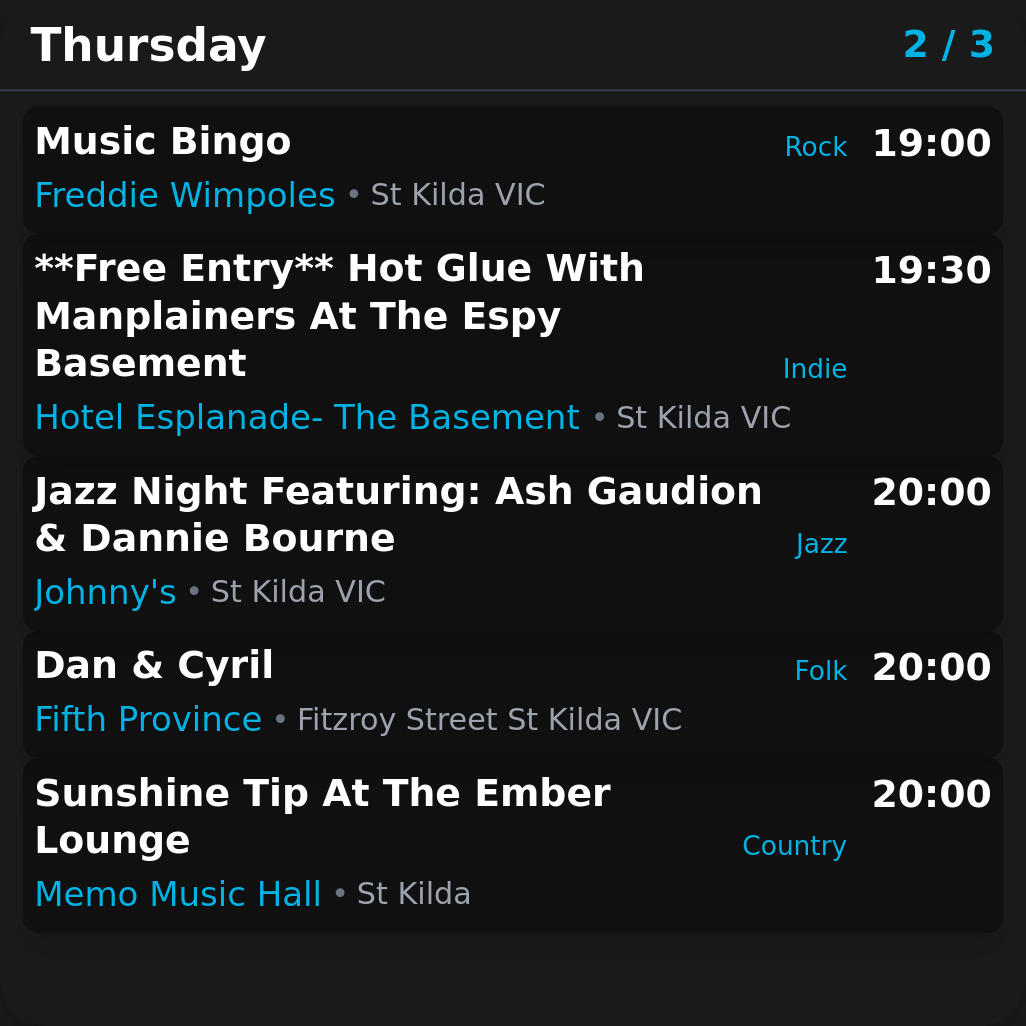 Thursday 2 / 3
Music Bingo Rock 19:00
Freddie Wimpoles • St Kilda VIC
**Free Entry** Hot Glue With 19:30
Manplainers At The Espy
Basement Indie
Hotel Esplanade- The Basement • St Kilda VIC
Jazz Night Featuring: Ash Gaudion 20:00
& Dannie Bourne Jazz
Johnny's • St Kilda VIC
Dan & Cyril Folk 20:00
Fifth Province • Fitzroy Street St Kilda VIC
Sunshine Tip At The Ember 20:00
Lounge Country
Memo Music Hall • St Kilda